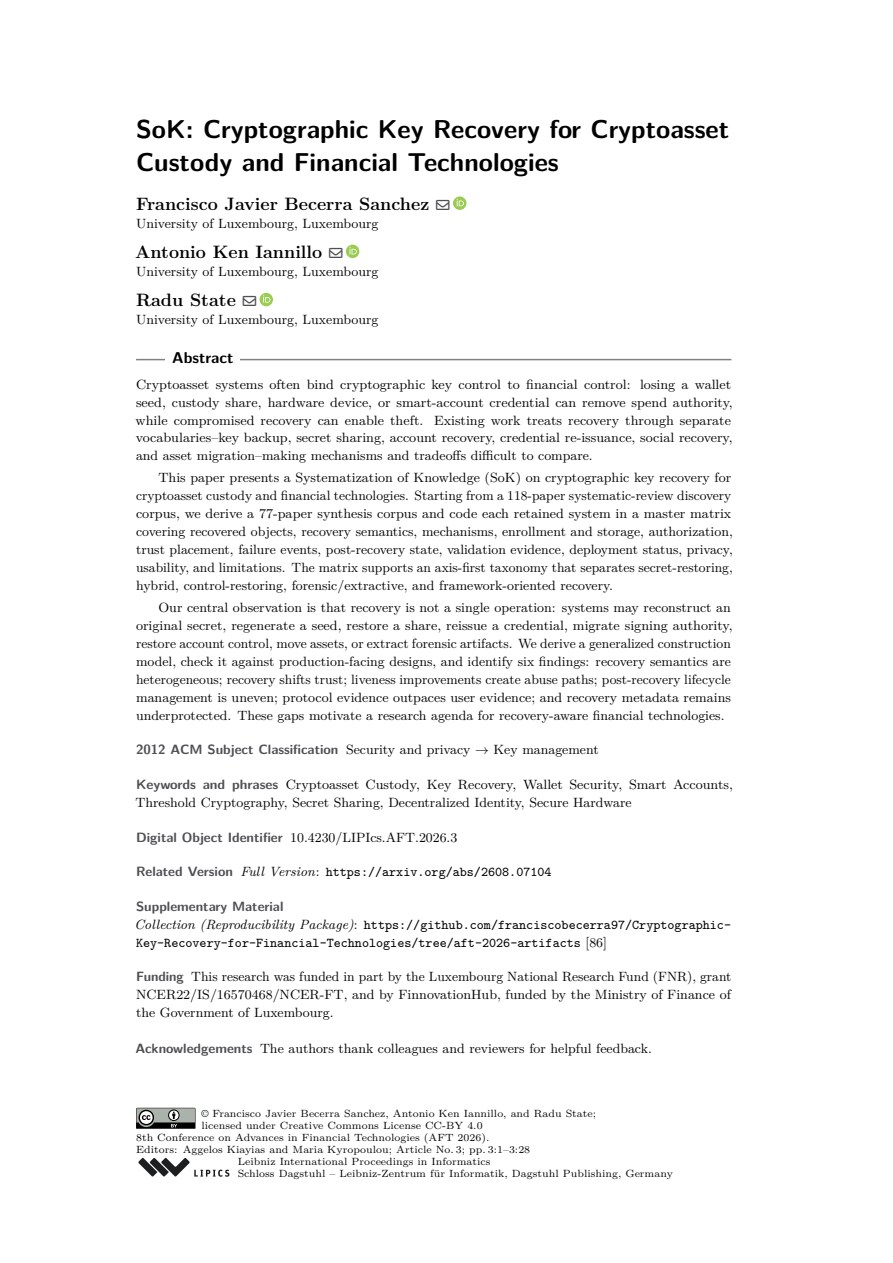 SoK: Cryptographic Key Recovery for Cryptoasset
Custody and Financial Technologies
Francisco Javier Becerra Sanchez
University of Luxembourg, Luxembourg
Antonio Ken Iannillo
University of Luxembourg, Luxembourg
Radu State
University of Luxembourg, Luxembourg
Abstract
Cryptoasset systems often bind cryptographic key control to financial control: losing a wallet
seed, custody share, hardware device, or smart-account credential can remove spend authority,
while compromised recovery can enable theft. Existing work treats recovery through separate
vocabularies–key backup, secret sharing, account recovery, credential re-issuance, social recovery,
and asset migration–making mechanisms and tradeoffs difficult to compare.
This paper presents a Systematization of Knowledge (SoK) on cryptographic key recovery for
cryptoasset custody and financial technologies. Starting from a 118-paper systematic-review discovery
corpus, we derive a 77-paper synthesis corpus and code each retained system in a master matrix
covering recovered objects, recovery semantics, mechanisms, enrollment and storage, authorization,
trust placement, failure events, post-recovery state, validation evidence, deployment status, privacy,
usability, and limitations. The matrix supports an axis-first taxonomy that separates secret-restoring,
hybrid, control-restoring, forensic/extractive, and framework-oriented recovery.
Our central observation is that recovery is not a single operation: systems may reconstruct an
original secret, regenerate a seed, restore a share, reissue a credential, migrate signing authority,
restore account control, move assets, or extract forensic artifacts. We derive a generalized construction
model, check it against production-facing designs, and identify six findings: recovery semantics are
heterogeneous; recovery shifts trust; liveness improvements create abuse paths; post-recovery lifecycle
management is uneven; protocol evidence outpaces user evidence; and recovery metadata remains
underprotected. These gaps motivate a research agenda for recovery-aware financial technologies.
2012 ACM Subject Classification Security and privacy → Key management
Keywords and phrases Cryptoasset Custody, Key Recovery, Wallet Security, Smart Accounts,
Threshold Cryptography, Secret Sharing, Decentralized Identity, Secure Hardware
Digital Object Identifier 10.4230/LIPIcs.AFT.2026.3
Related Version Full Version: https://arxiv.org/abs/2608.07104
Supplementary Material
Collection (Reproducibility Package): https://github.com/franciscobecerra97/Cryptographic-
Key-Recovery-for-Financial-Technologies/tree/aft-2026-artifacts [86]
Funding This research was funded in part by the Luxembourg National Research Fund (FNR), grant
NCER22/IS/16570468/NCER-FT, and by FinnovationHub, funded by the Ministry of Finance of
the Government of Luxembourg.
Acknowledgements The authors thank colleagues and reviewers for helpful feedback.
© Francisco Javier Becerra Sanchez, Antonio Ken Iannillo, and Radu State;
licensed under Creative Commons License CC-BY 4.0
8th Conference on Advances in Financial Technologies (AFT 2026).
Editors: Aggelos Kiayias and Maria Kyropoulou; Article No. 3; pp. 3:1–3:28
Leibniz International Proceedings in Informatics
LIPICS Schloss Dagstuhl – Leibniz-Zentrum für Informatik, Dagstuhl Publishing, Germany